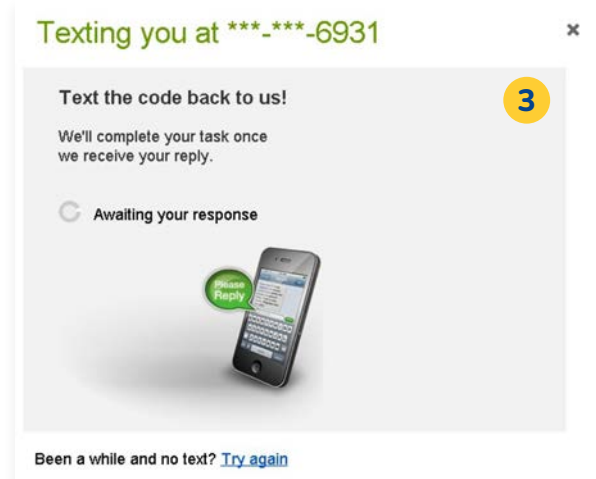 Texting you at ***-***-6931
Text the code back to us!
3
We'll complete your task once
we receive your reply.
Awaiting your response
Please
Reply
Been a while and no text? Try again